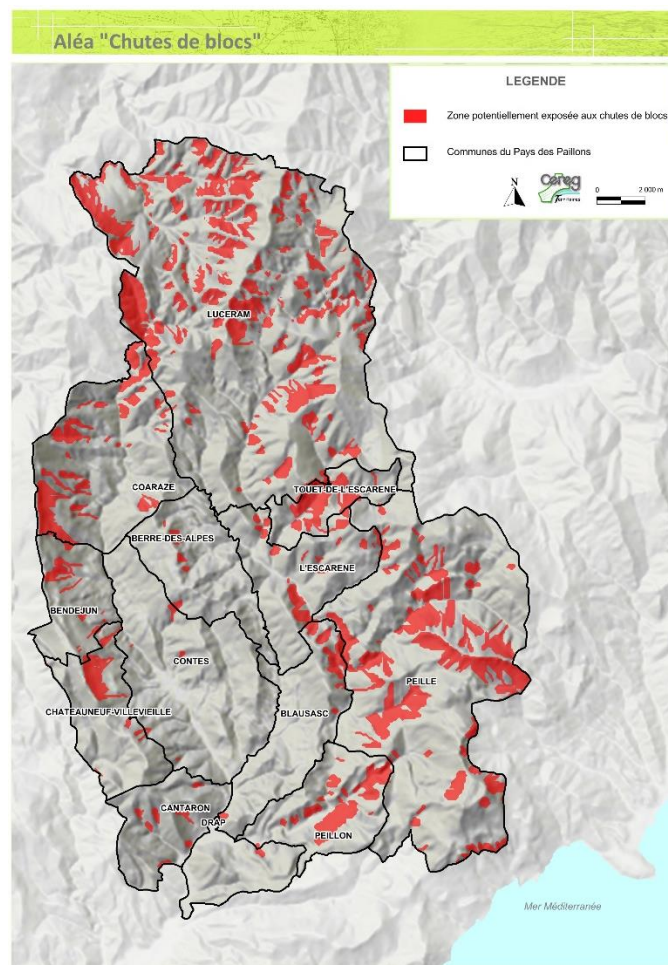 Aléa "Chutes de blocs"
LEGENDE
Zone potentiellement exposée aux chutes de blocs
Communes du Pays des Paillons
N
Cereg
Territoires
0 2 000 m
LUCERAM
COARAZE
TOUET-DE-L'ESCARENE
BERRE-DES-ALPES
L'ESCARENE
BENDEJUN
CONTES
PEILLE
CHATEAUNEUF-VILLEVIEILLE
BLAUSASC
CANTARON
DRAP
PEILLON
Mer Méditerranée